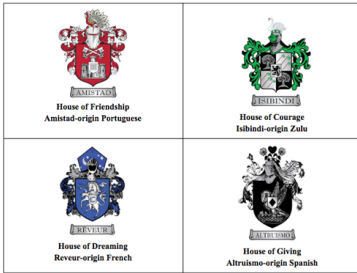 AMISTAD
House of Friendship
Amistad-origin Portuguese
ISIBINDI
House of Courage
Isibindi-origin Zulu
RÊVEUR
House of Dreaming
Reveur-origin French
ALTRUISMO
House of Giving
Altruismo-origin Spanish